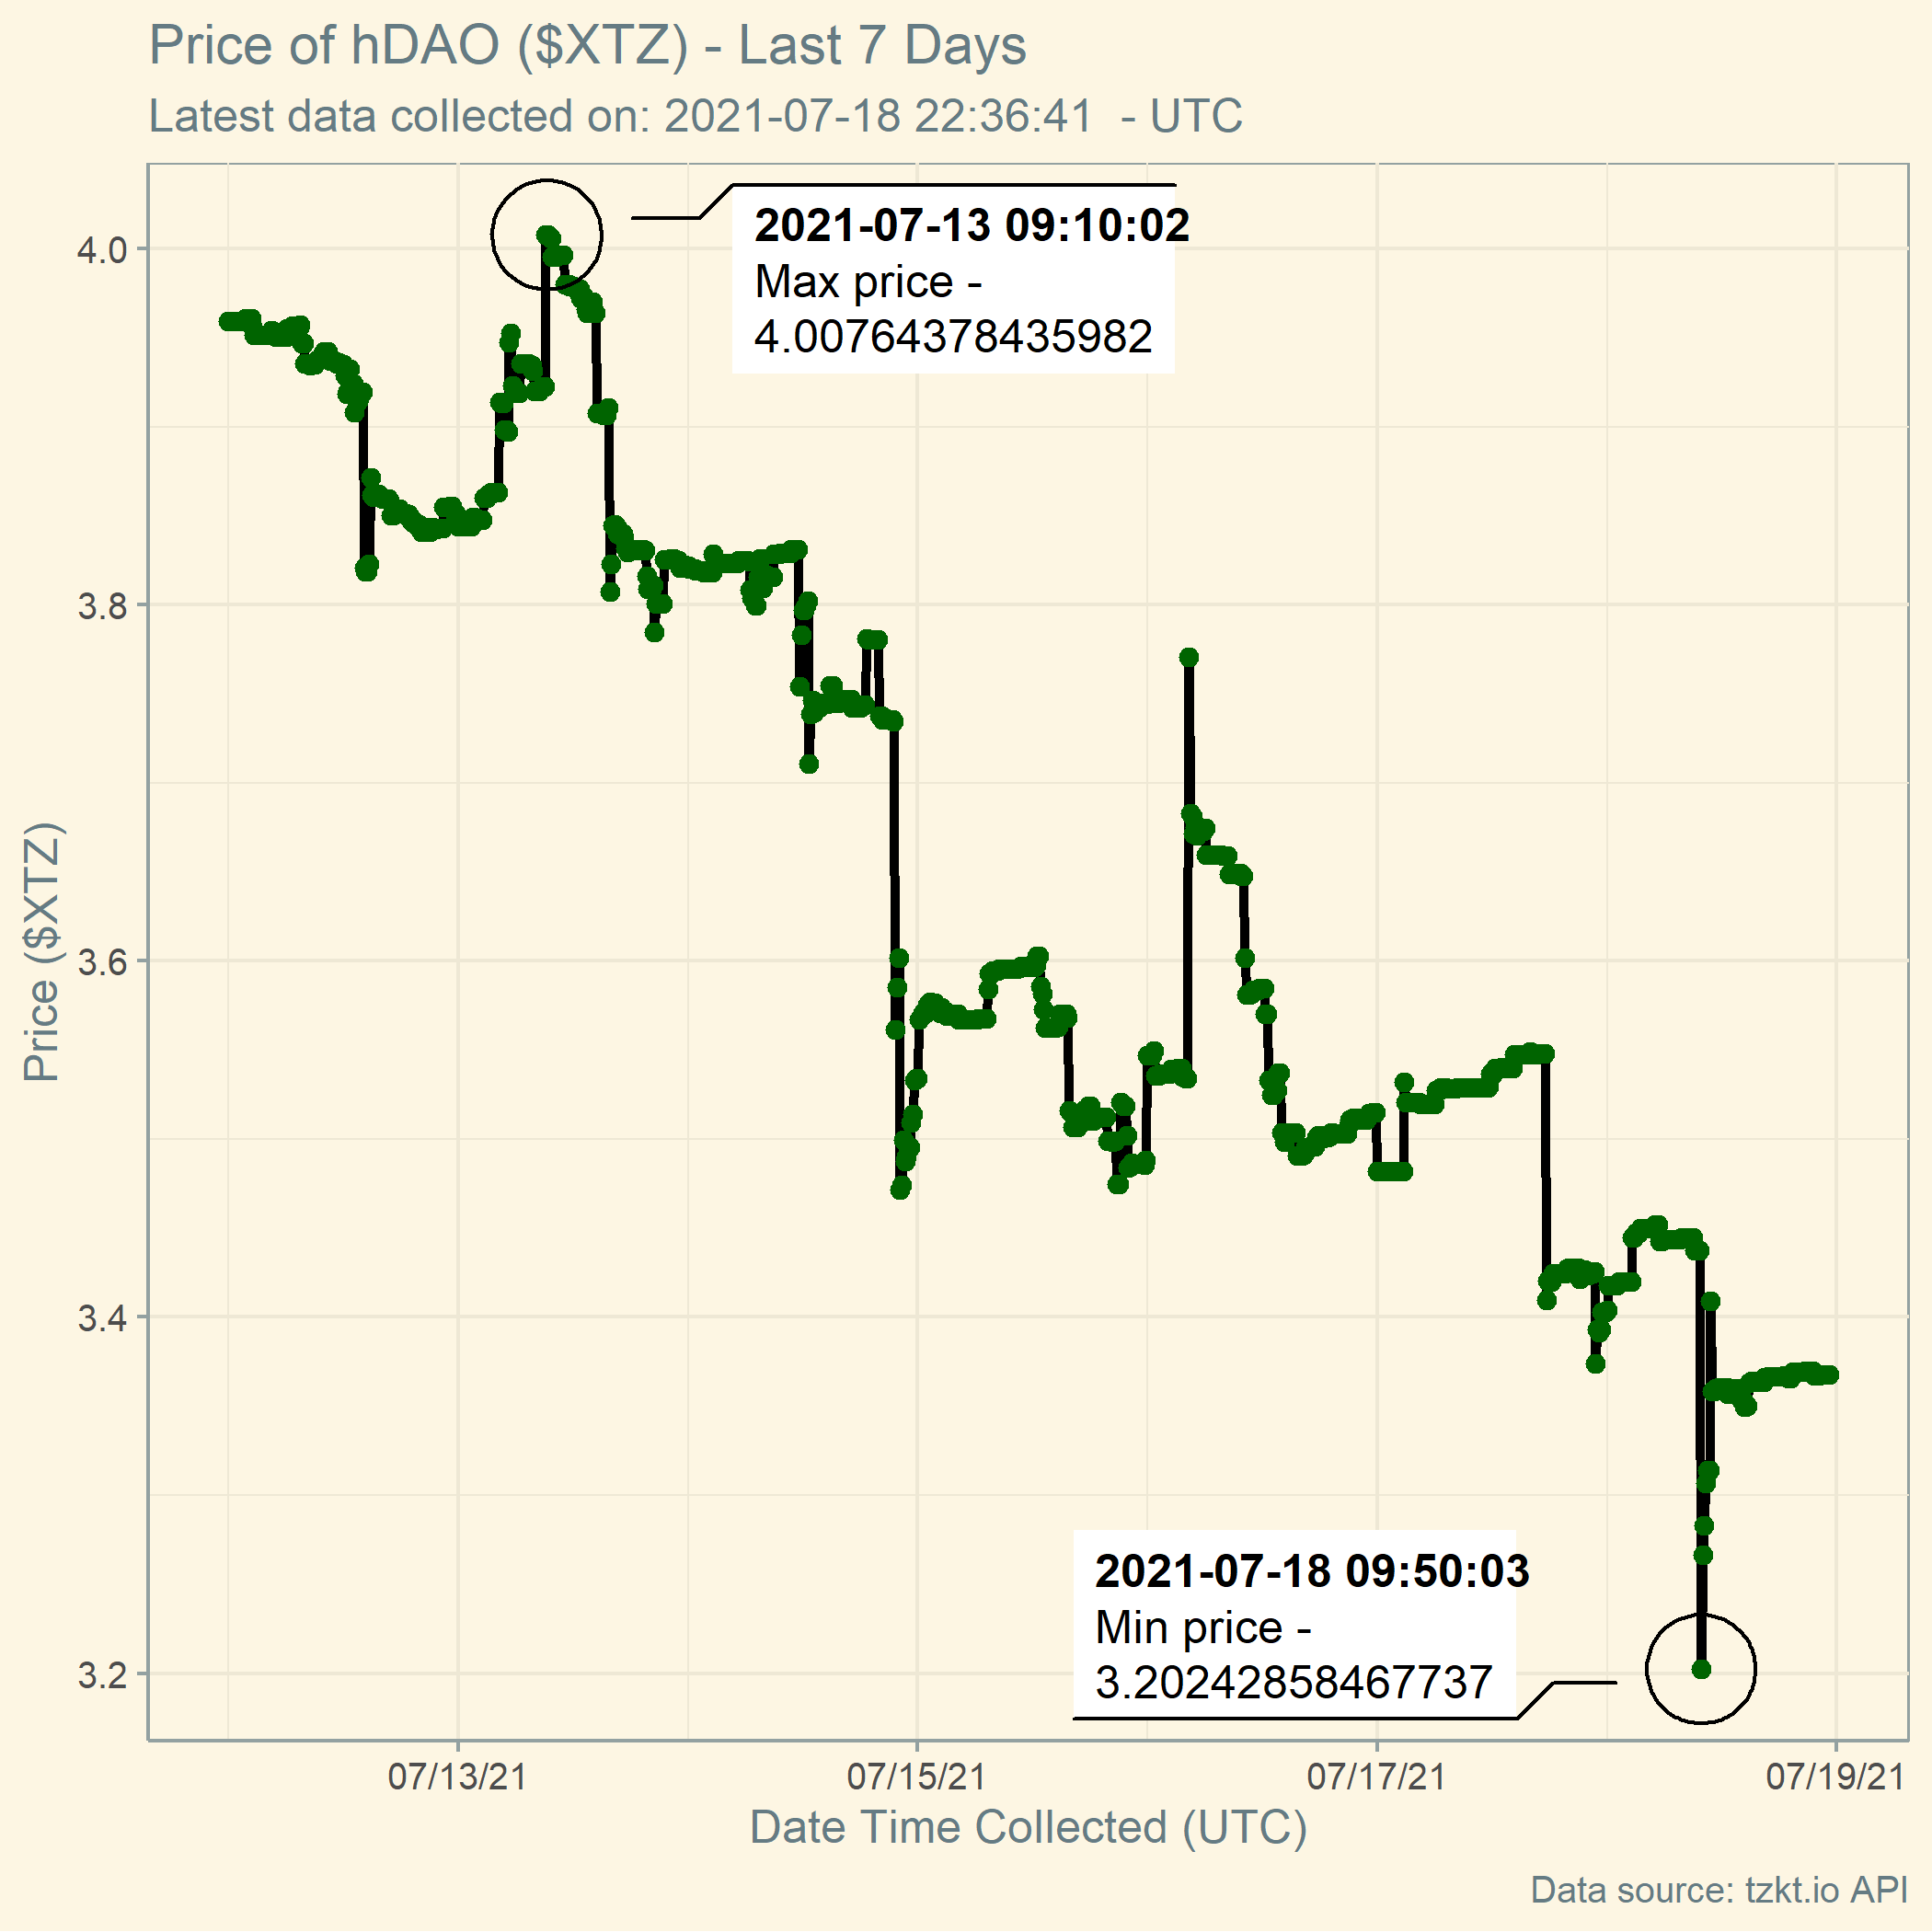 Price of hDAO ($XTZ) - Last 7 Days
Latest data collected on: 2021-07-18 22:36:41  - UTC
2021-07-13 09:10:02
Max price -
4.00764378435982
4.0
3.8
3.6
3.4
3.2
Price ($XTZ)
2021-07-18 09:50:03
Min price -
3.20242858467737
07/13/21
07/15/21
07/17/21
07/19/21
Date Time Collected (UTC)
Data source: tzkt.io API